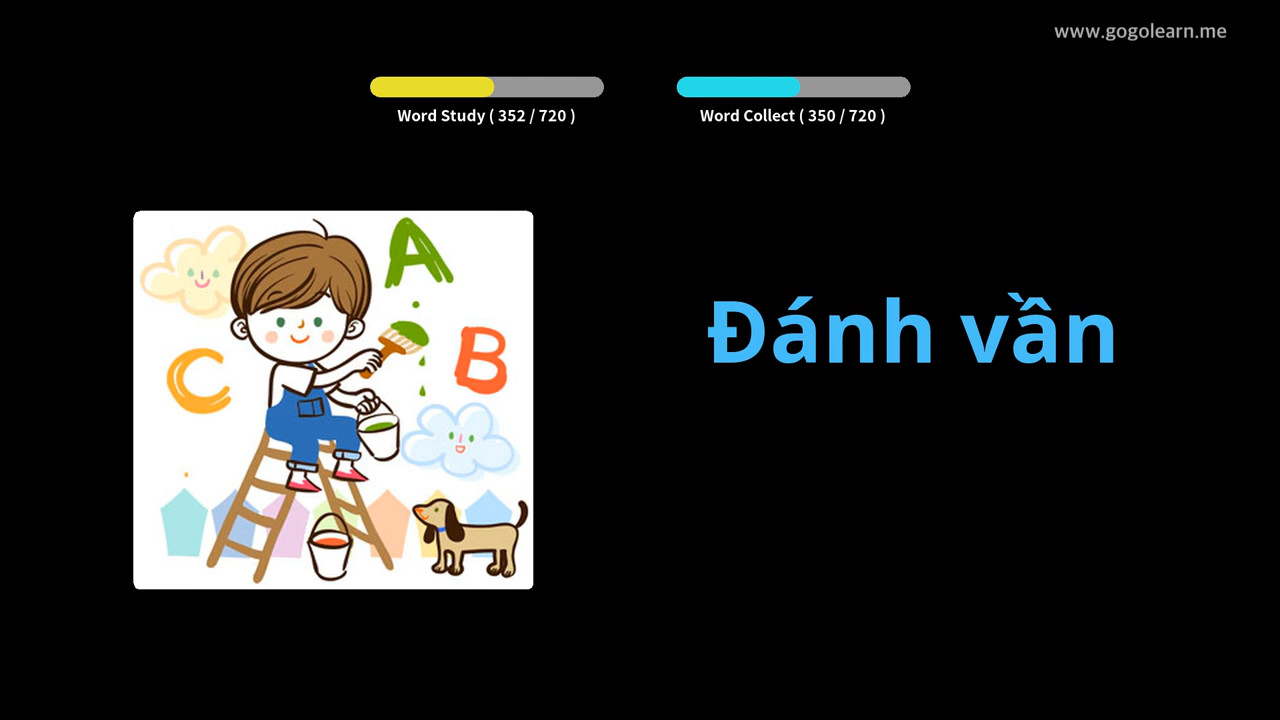 www.gogolearn.me
Word Study ( 352 / 720 )
Word Collect ( 350 / 720 )
A
B
C
Đánh vần